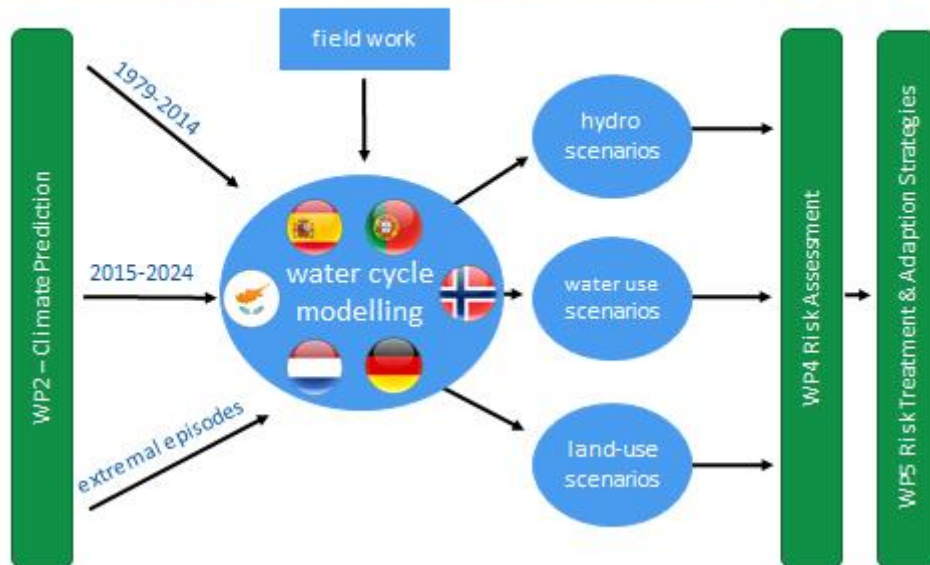 WP2 – Climate Prediction
1979-2014
2015-2024
extremal episodes
field work
water cycle
modelling
hydro
scenarios
water use
scenarios
land-use
scenarios
WP4 Risk Assessment
WP5 Risk Treatment & Adaption Strategies